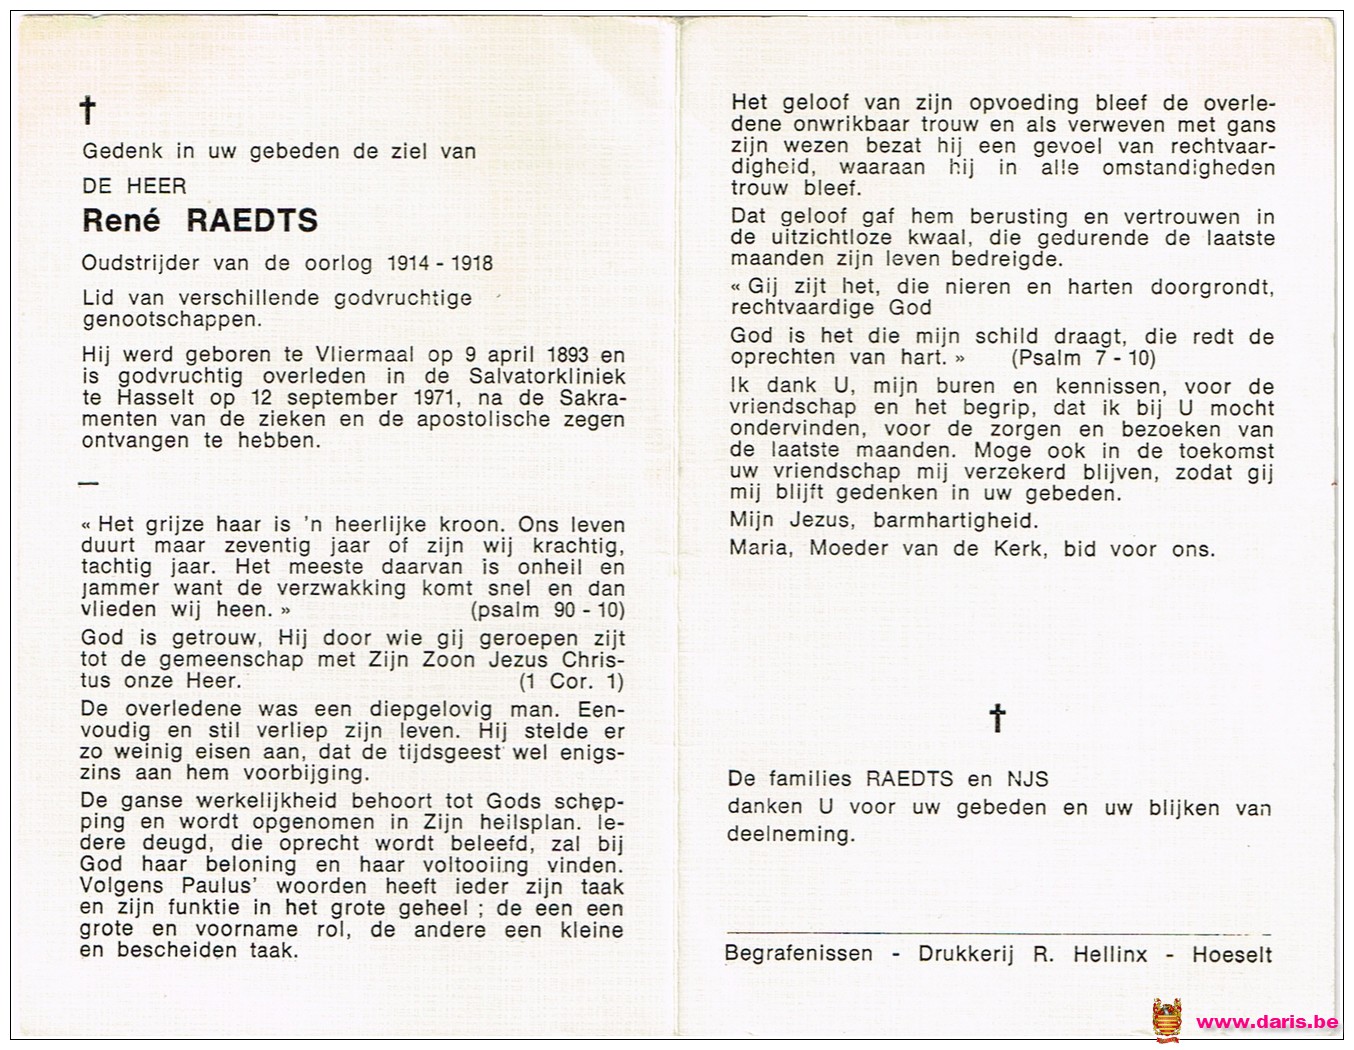 Gedenk in uw gebeden de ziel van
DE HEER
René RAEDTS
Oudstrijder van de oorlog 1914 - 1918
Lid van verschillende godvruchtige
genootschappen.
Hij werd geboren te Vliermaal op 9 april 1893 en
is godvruchtig overleden in de Salvatorkliniek
te Hasselt op 12 september 1971, na de Sakra-
menten van de zieken en de apostolische zegen
ontvangen te hebben.
—
« Het grijze haar is 'n heerlijke kroon. Ons leven
duurt maar zeventig jaar of zijn wij krachtig,
tachtig jaar. Het meeste daarvan is onheil en
jammer want de verzwakking komt snel en dan
vlieden wij heen. » (psalm 90 - 10)
God is getrouw, Hij door wie gij geroepen zijt
tot de gemeenschap met Zijn Zoon Jezus Chris-
tus onze Heer. (1 Cor. 1)
De overledene was een diepgelovig man. Een-
voudig en stil verliep zijn leven. Hij stelde er
zo weinig eisen aan, dat de tijdsgeest wel enigs-
zins aan hem voorbijging.
De ganse werkelijkheid behoort tot Gods schep-
ping en wordt opgenomen in Zijn heilsplan. Ie-
dere deugd, die oprecht wordt beleefd, zal bij
God haar beloning en haar voltooiing vinden.
Volgens Paulus' woorden heeft ieder zijn taak
en zijn funktie in het grote geheel ; de een een
grote en voorname rol, de andere een kleine
en bescheiden taak.
Het geloof van zijn opvoeding bleef de overle-
dene onwrikbaar trouw en als verweven met gans
zijn wezen bezat hij een gevoel van rechtvaar-
digheid, waaraan hij in alle omstandigheden
trouw bleef.
Dat geloof gaf hem berusting en vertrouwen in
de uitzichtloze kwaal, die gedurende de laatste
maanden zijn leven bedreigde.
« Gij zijt het, die nieren en harten doorgrondt,
rechtvaardige God
God is het die mijn schild draagt, die redt de
oprechten van hart. » (Psalm 7 - 10)
Ik dank U, mijn buren en kennissen, voor de
vriendschap en het begrip, dat ik bij U mocht
ondervinden, voor de zorgen en bezoeken van
de laatste maanden. Moge ook in de toekomst
uw vriendschap mij verzekerd blijven, zodat gij
mij blijft gedenken in uw gebeden.
Mijn Jezus, barmhartigheid.
Maria, Moeder van de Kerk, bid voor ons.
De families RAEDTS en NJS
danken U voor uw gebeden en uw blijken van
deelneming.
Begrafenissen - Drukkerij R. Hellinx - Hoeselt
www.daris.be